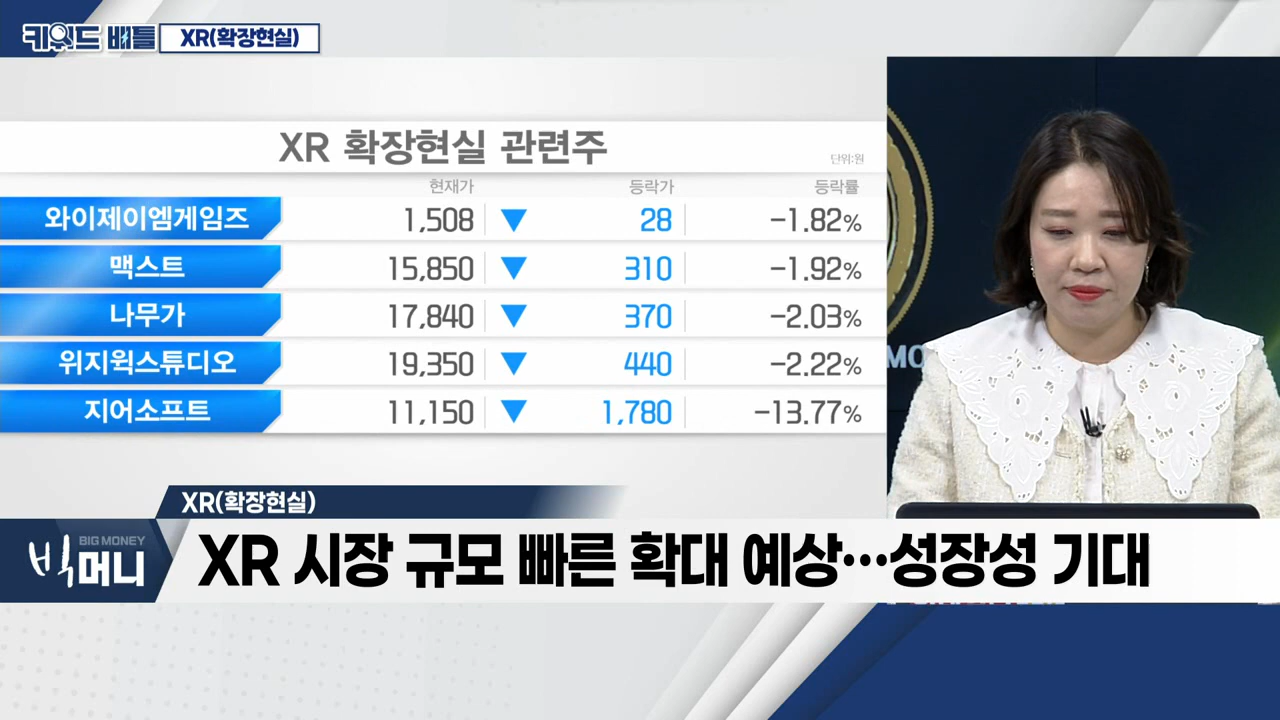 키워드 배틀 XR(확장현실)
XR 확장현실 관련주
단위:원
현재가 등락가 등락률
와이제이엠게임즈 1,508 ▼ 28 -1.82%
맥스트 15,850 ▼ 310 -1.92%
나무가 17,840 ▼ 370 -2.03%
위지윅스튜디오 19,350 ▼ 440 -2.22%
지어소프트 11,150 ▼ 1,780 -13.77%
MO
XR(확장현실)
BIG MONEY
빅머니
XR 시장 규모 빠른 확대 예상…성장성 기대